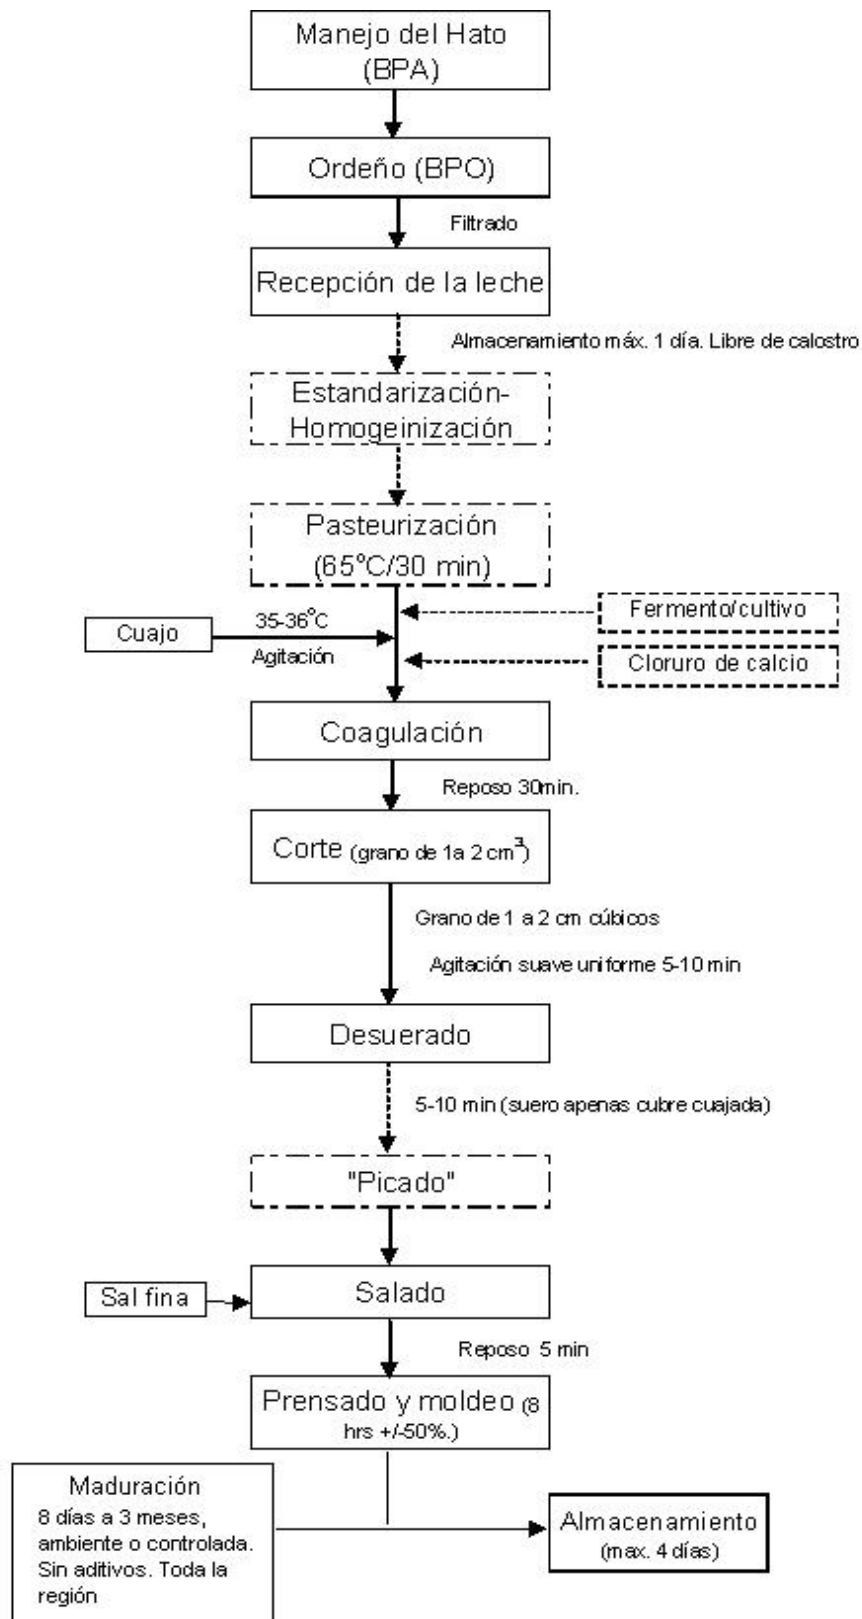 Manejo del Hato
(BPA)
Ordeño (BPO)
Filtrado
Recepción de la leche
Almacenamiento máx. 1 día. Libre de calostro
Estandarización-
Homogeinización
Pasteurización
(65°C/30 min)
Fermento/cultivo
Cuajo
35-36°C
Agitación
Cloruro de calcio
Coagulación
Reposo 30min.
Corte (grano de 1a 2 cm³)
Grano de 1 a 2 cm cúbicos
Agitación suave uniforme 5-10 min
Desuerado
5-10 min (suero apenas cubre cuajada)
"Picado"
Sal fina
Salado
Reposo 5 min
Prensado y moldeo (8
hrs +/-50%.)
Maduración
8 días a 3 meses,
ambiente o controlada.
Sin aditivos. Toda la
región
Almacenamiento
(max. 4 días)